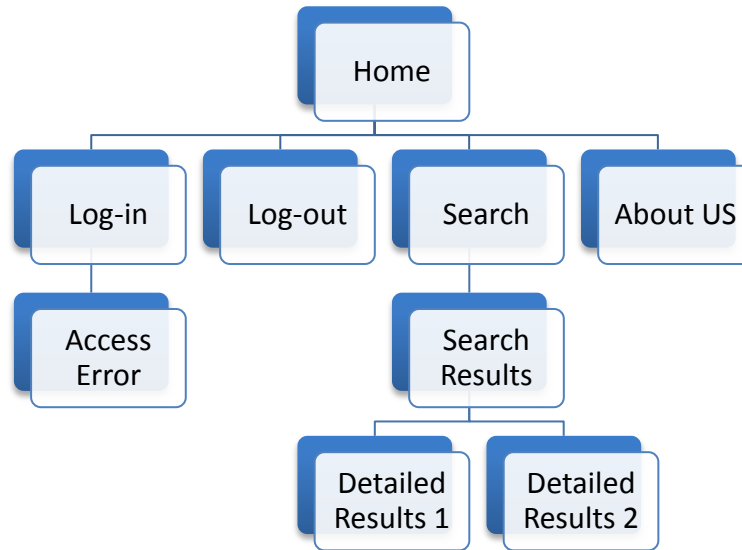 Home
Log-in
Log-out
Search
About US
Access
Error
Search
Results
Detailed
Results 1
Detailed
Results 2